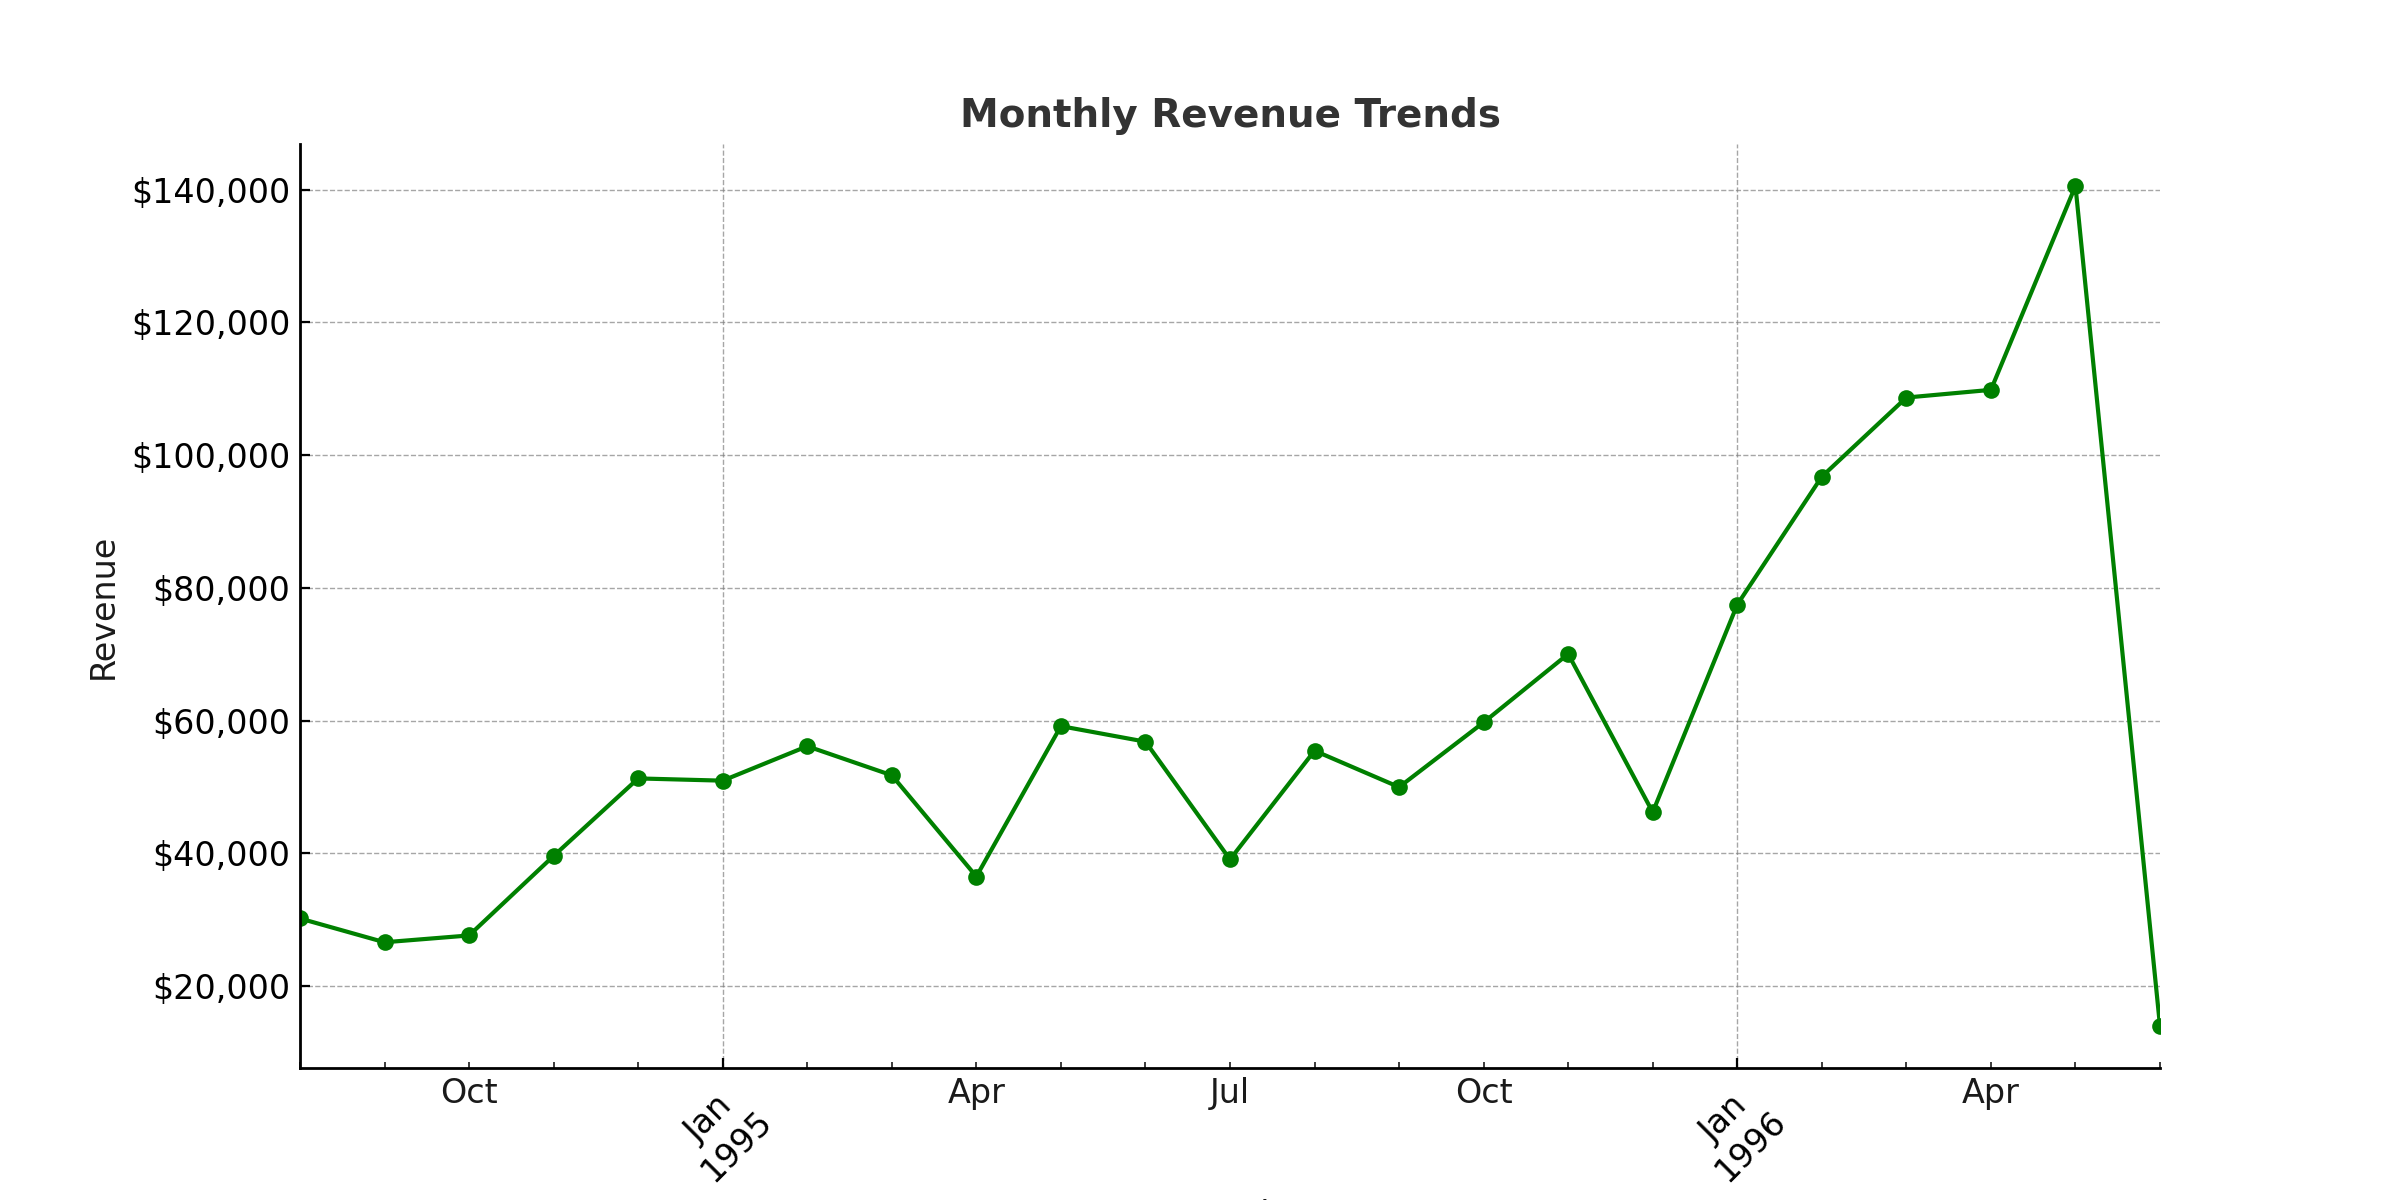 Monthly Revenue Trends
$140,000
$120,000
$100,000
$80,000
$60,000
$40,000
$20,000
Revenue
Oct
Jan
1995
Apr
Jul
Oct
Jan
1996
Apr